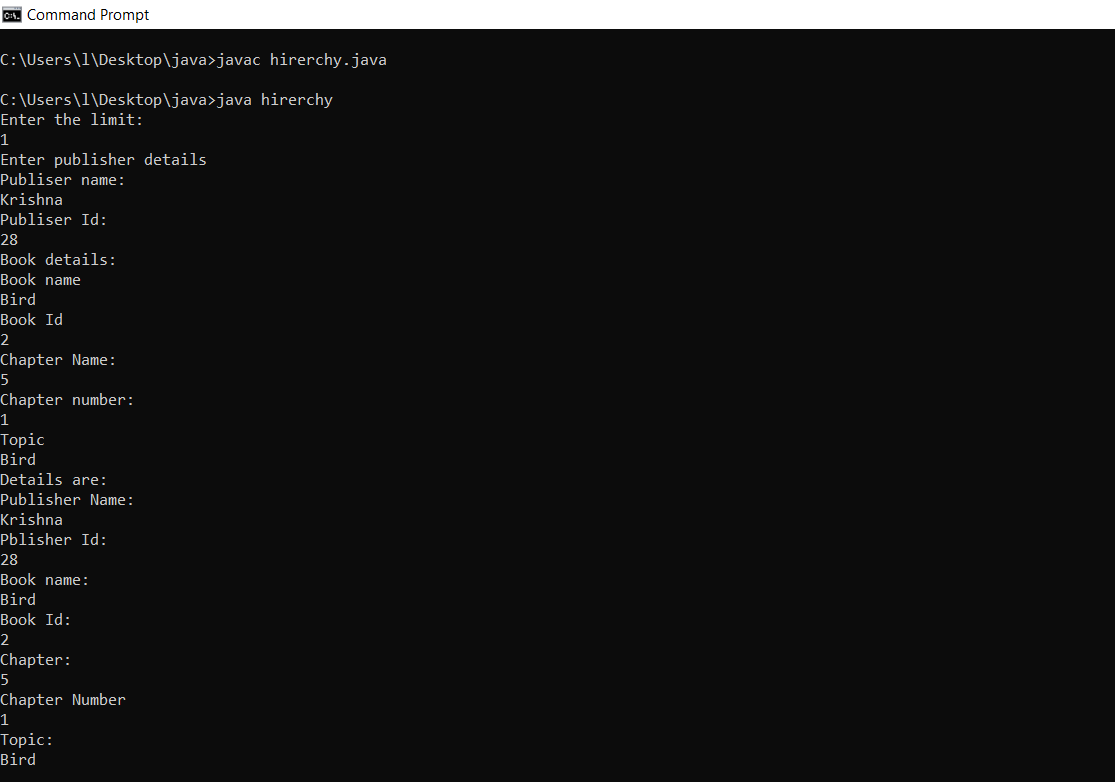 Command Prompt
C:\Users\l\Desktop\java>javac hirerchy.java
C:\Users\l\Desktop\java>java hirerchy
Enter the limit:
1
Enter publisher details
Publiser name:
Krishna
Publiser Id:
28
Book details:
Book name
Bird
Book Id
2
Chapter Name:
5
Chapter number:
1
Topic
Bird
Details are:
Publisher Name:
Krishna
Pblisher Id:
28
Book name:
Bird
Book Id:
2
Chapter:
5
Chapter Number
1
Topic:
Bird